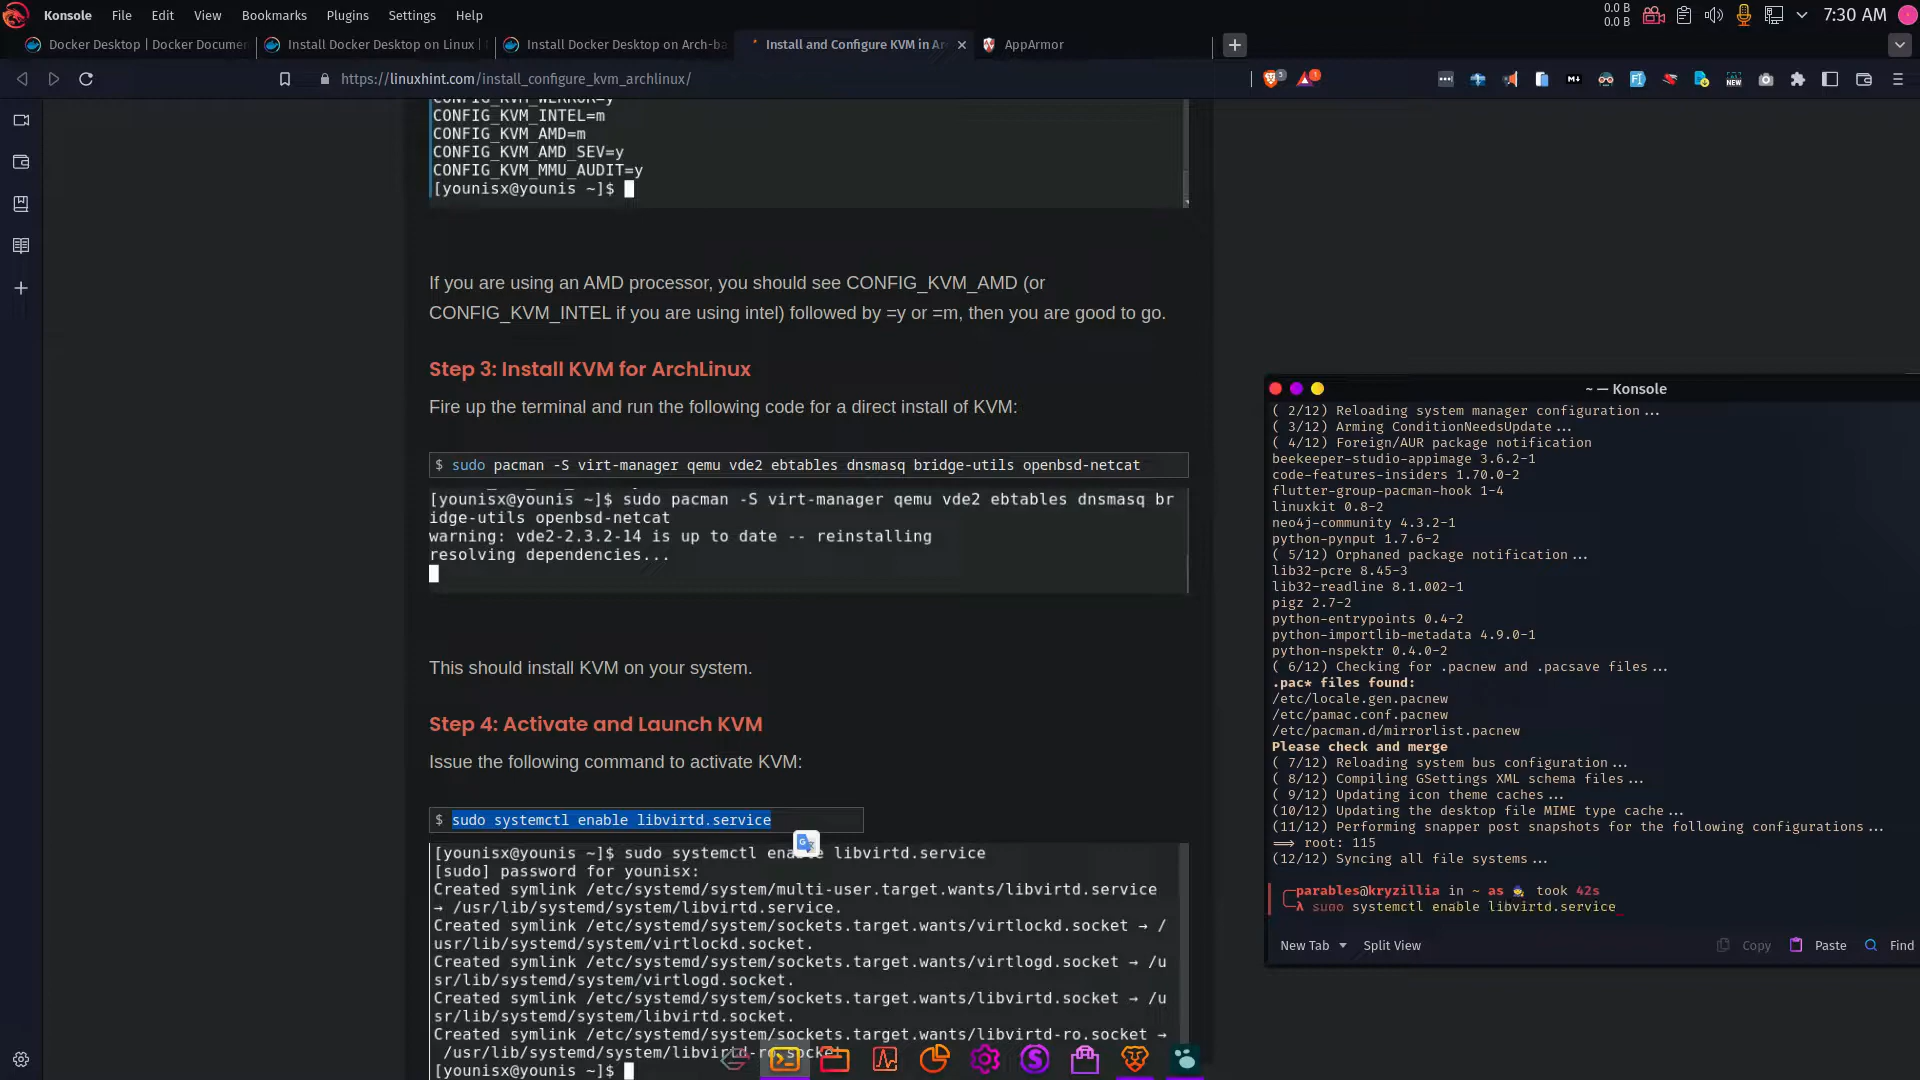 Konsole File Edit View Bookmarks Plugins Settings Help
0.0 B
0.0 B
7:30 AM
Docker Desktop | Docker Documen
Install Docker Desktop on Linux |
Install Docker Desktop on Arch-ba
Install and Configure KVM in Ar
AppArmor
https://linuxhint.com/install_configure_kvm_archlinux/
CONFIG_KVM_WERROR=y
CONFIG_KVM_INTEL=m
CONFIG_KVM_AMD=m
CONFIG_KVM_AMD_SEV=y
CONFIG_KVM_MMU_AUDIT=y
[younisx@younis ~]$
If you are using an AMD processor, you should see CONFIG_KVM_AMD (or
CONFIG_KVM_INTEL if you are using intel) followed by =y or =m, then you are good to go.
Step 3: Install KVM for ArchLinux
Fire up the terminal and run the following code for a direct install of KVM:
$ sudo pacman -S virt-manager qemu vde2 ebtables dnsmasq bridge-utils openbsd-netcat
[younisx@younis ~]$ sudo pacman -S virt-manager qemu vde2 ebtables dnsmasq br
idge-utils openbsd-netcat
warning: vde2-2.3.2-14 is up to date -- reinstalling
resolving dependencies...
This should install KVM on your system.
Step 4: Activate and Launch KVM
Issue the following command to activate KVM:
$ sudo systemctl enable libvirtd.service
[younisx@younis ~]$ sudo systemctl enable libvirtd.service
[sudo] password for younisx:
Created symlink /etc/systemd/system/multi-user.target.wants/libvirtd.service
→ /usr/lib/systemd/system/libvirtd.service.
Created symlink /etc/systemd/system/sockets.target.wants/virtlockd.socket → /
usr/lib/systemd/system/virtlockd.socket.
Created symlink /etc/systemd/system/sockets.target.wants/virtlogd.socket → /u
sr/lib/systemd/system/virtlogd.socket.
Created symlink /etc/systemd/system/sockets.target.wants/libvirtd.socket → /u
sr/lib/systemd/system/libvirtd.socket.
Created symlink /etc/systemd/system/sockets.target.wants/libvirtd-ro.socket →
/usr/lib/systemd/system/libvirtd-ro.socket.
[younisx@younis ~]$
~ — Konsole
( 2/12) Reloading system manager configuration...
( 3/12) Arming ConditionNeedsUpdate...
( 4/12) Foreign/AUR package notification
beekeeper-studio-appimage 3.6.2-1
code-features-insiders 1.70.0-2
flutter-group-pacman-hook 1-4
linuxkit 0.8-2
neo4j-community 4.3.2-1
python-pynput 1.7.6-2
( 5/12) Orphaned package notification...
lib32-pcre 8.45-3
lib32-readline 8.1.002-1
pigz 2.7-2
python-entrypoints 0.4-2
python-importlib-metadata 4.9.0-1
python-nspektr 0.4.0-2
( 6/12) Checking for .pacnew and .pacsave files...
.pac* files found:
/etc/locale.gen.pacnew
/etc/pamac.conf.pacnew
/etc/pacman.d/mirrorlist.pacnew
Please check and merge
( 7/12) Reloading system bus configuration...
( 8/12) Compiling GSettings XML schema files...
( 9/12) Updating icon theme caches...
(10/12) Updating the desktop file MIME type cache...
(11/12) Performing snapper post snapshots for the following configurations...
==> root: 115
(12/12) Syncing all file systems...
parables@kryzillia in ~ as 🧙 took 42s
λ sudo systemctl enable libvirtd.service
New Tab Split View Copy Paste Find